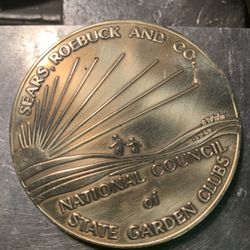 SEARS, ROEBUCK AND CO.
NATIONAL COUNCIL
of
STATE GARDEN CLUBS